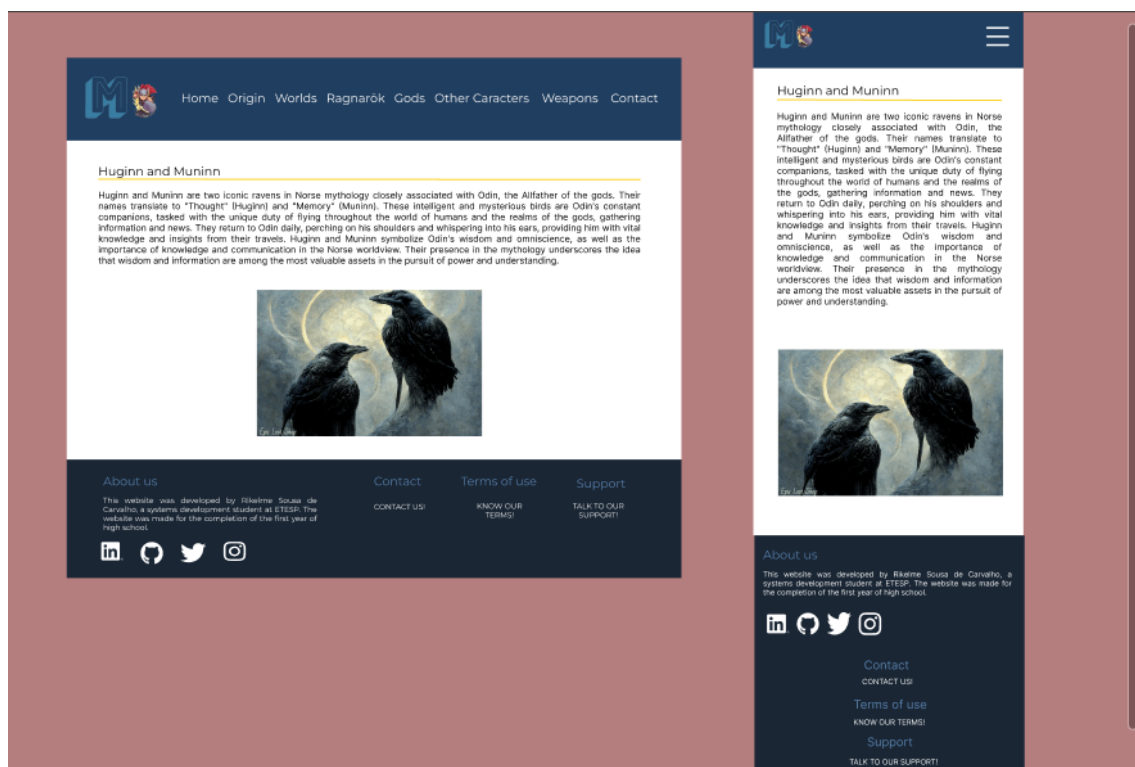 M
Home Origin Worlds Ragnarök Gods Other Caracters Weapons Contact
Huginn and Muninn
Huginn and Muninn are two iconic ravens in Norse mythology closely associated with Odin, the Allfather of the gods. Their
names translate to "Thought" (Huginn) and "Memory" (Muninn). These intelligent and mysterious birds are Odin's constant
companions, tasked with the unique duty of flying throughout the world of humans and the realms of the gods, gathering
information and news. They return to Odin daily, perching on his shoulders and whispering into his ears, providing him with vital
knowledge and insights from their travels. Huginn and Muninn symbolize Odin's wisdom and omniscience, as well as the
importance of knowledge and communication in the Norse worldview. Their presence in the mythology underscores the idea
that wisdom and information are among the most valuable assets in the pursuit of power and understanding.
About us
This website was developed by Rikelme Sousa de
Carvalho, a systems development student at ETESP. The
website was made for the completion of the first year of
high school.
in
Contact
CONTACT US!
Terms of use
KNOW OUR
TERMS!
Support
TALK TO OUR
SUPPORT!
M
Huginn and Muninn
Huginn and Muninn are two iconic ravens in Norse
mythology closely associated with Odin, the
Allfather of the gods. Their names translate to
"Thought" (Huginn) and "Memory" (Muninn). These
intelligent and mysterious birds are Odin's constant
companions, tasked with the unique duty of flying
throughout the world of humans and the realms of
the gods, gathering information and news. They
return to Odin daily, perching on his shoulders and
whispering into his ears, providing him with vital
knowledge and insights from their travels. Huginn
and Muninn symbolize Odin's wisdom and
omniscience, as well as the importance of
knowledge and communication in the Norse
worldview. Their presence in the mythology
underscores the idea that wisdom and information
are among the most valuable assets in the pursuit of
power and understanding.
About us
This website was developed by Rikelme Sousa de Carvalho, a
systems development student at ETESP. The website was made for
the completion of the first year of high school.
in
Contact
CONTACT US!
Terms of use
KNOW OUR TERMS!
Support
TALK TO OUR SUPPORT!